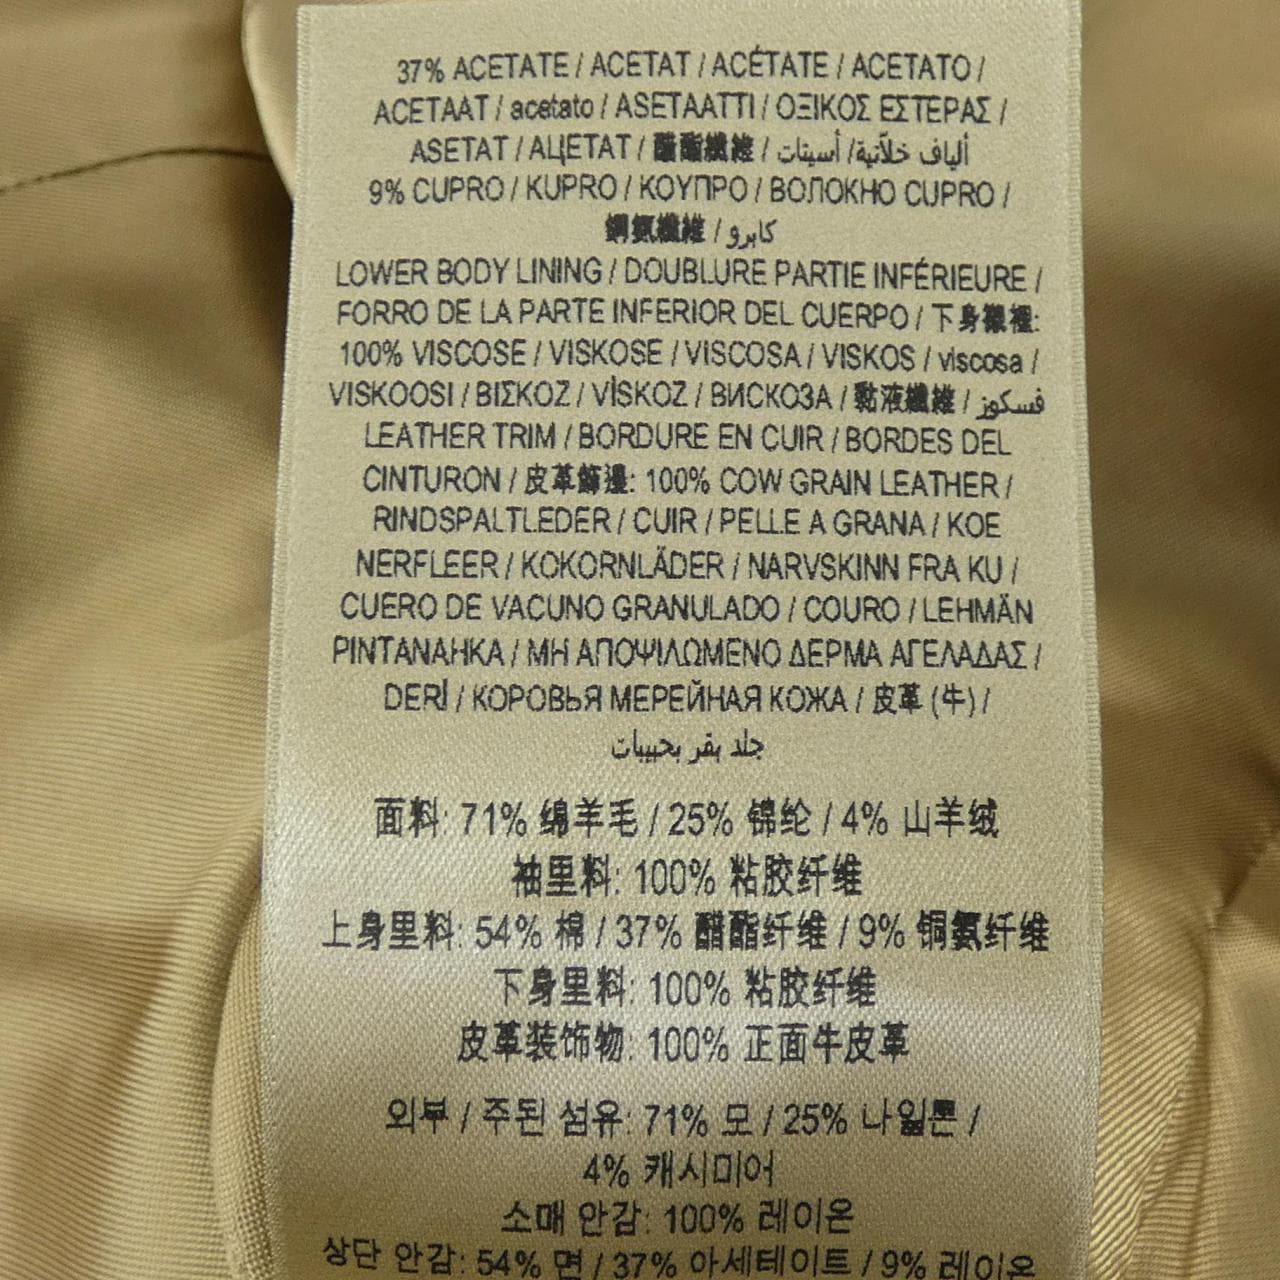 37% ACETATE / ACETAT / ACÉTATE / ACETATO /
ACETAAT / acetato / ASETAATTI / ΟΞΙΚΟΣ ΕΣΤΕΡΑΣ /
ASETAT / АЦЕТАТ / 醋酯纖維 / ألياف خلّاتية/ أسيتات
9% CUPRO / KUPRO / ΚΟΥΠΡΟ / ВОЛОКНО CUPRO /
銅氨纖維 / كابرو
LOWER BODY LINING / DOUBLURE PARTIE INFÉRIEURE /
FORRO DE LA PARTE INFERIOR DEL CUERPO / 下身襯裡:
100% VISCOSE / VISKOSE / VISCOSA / VISKOS / viscosa /
VISKOOSI / ΒΙΣΚΟΖ / VİSKOZ / ВИСКОЗА / 黏液纖維 / فسكوز
LEATHER TRIM / BORDURE EN CUIR / BORDES DEL
CINTURON / 皮革飾邊: 100% COW GRAIN LEATHER /
RINDSPALTLEDER / CUIR / PELLE A GRANA / KOE
NERFLEER / KOKORNLÄDER / NARVSKINN FRA KU /
CUERO DE VACUNO GRANULADO / COURO / LEHMÄN
PINTANAHKA / ΜΗ ΑΠΟΨΙΛΩΜΕΝΟ ΔΕΡΜΑ ΑΓΕΛΑΔΑΣ /
DERİ / КОРОВЬЯ МЕРЕЙНАЯ КОЖА / 皮革 (牛) /
جلد بقر بحبيبات
面料: 71% 绵羊毛 / 25% 锦纶 / 4% 山羊绒
袖里料: 100% 粘胶纤维
上身里料: 54% 棉 / 37% 醋酯纤维 / 9% 铜氨纤维
下身里料: 100% 粘胶纤维
皮革装饰物: 100% 正面牛皮革
외부 / 주된 섬유: 71% 모 / 25% 나일론 /
4% 캐시미어
소매 안감: 100% 레이온
상단 안감: 54% 면 / 37% 아세테이트 / 9% 레이온